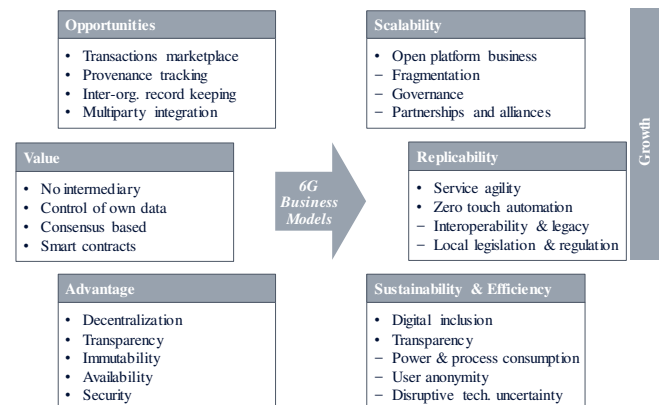 Opportunities
• Transactions marketplace
• Provenance tracking
• Inter-org. record keeping
• Multiparty integration
Scalability
• Open platform business
– Fragmentation
– Governance
– Partnerships and alliances
Growth
Value
• No intermediary
• Control of own data
• Consensus based
• Smart contracts
6G
Business
Models
Replicability
• Service agility
• Zero touch automation
– Interoperability & legacy
– Local legislation & regulation
Advantage
• Decentralization
• Transparency
• Immutability
• Availability
• Security
Sustainability & Efficiency
• Digital inclusion
• Transparency
– Power & process consumption
– User anonymity
– Disruptive tech. uncertainty